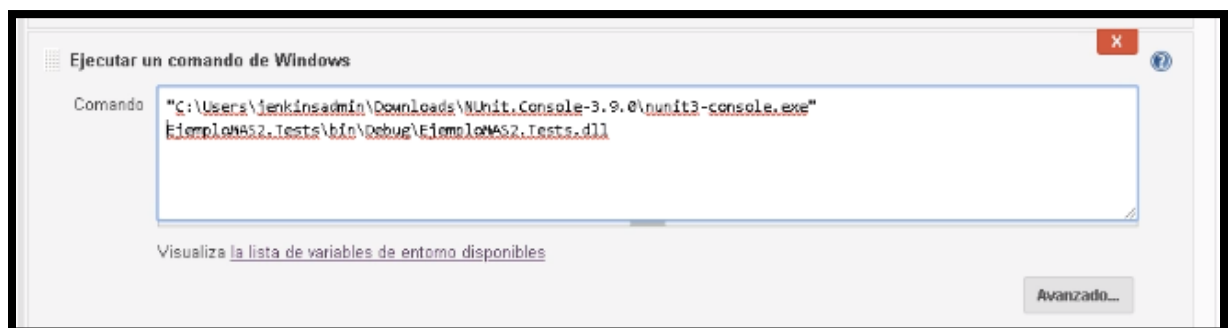 X
Ejecutar un comando de Windows
Comando
"C:\Users\jenkinsadmin\Downloads\NUnit.Console-3.9.0\nunit3-console.exe"
EjemploMAS2.Tests\bin\Debug\EjemploMAS2.Tests.dll
Visualiza la lista de variables de entorno disponibles
Avanzado...